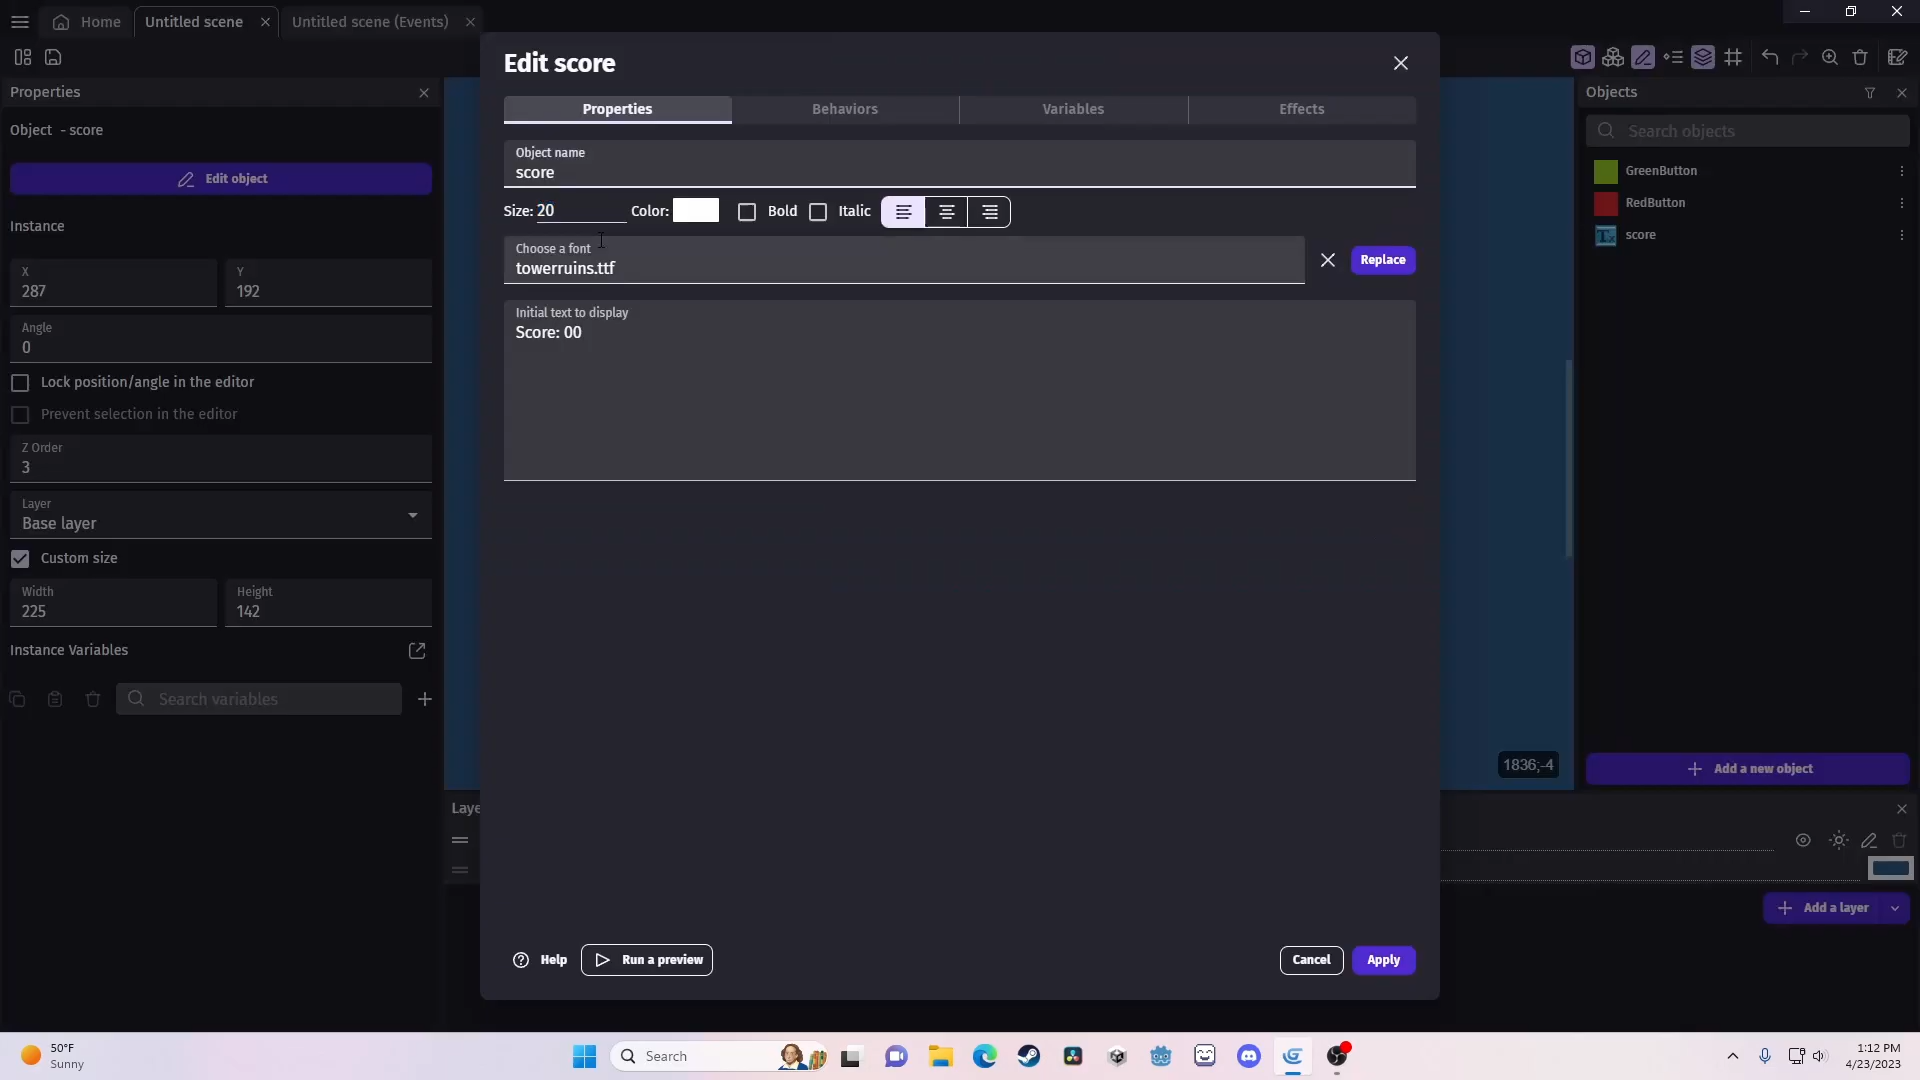 Home
Untitled scene
Untitled scene (Events)
Properties
Object - score
Edit object
Instance
X
287
Y
192
Angle
0
Lock position/angle in the editor
Prevent selection in the editor
Z Order
3
Layer
Base layer
Custom size
Width
225
Height
142
Instance Variables
Search variables
Edit score
Properties
Behaviors
Variables
Effects
Object name
score
Size: 20
Color:
Bold
Italic
Choose a font
towerruins.ttf
Replace
Initial text to display
Score: 00
Help
Run a preview
Cancel
Apply
Objects
Search objects
GreenButton
RedButton
score
1836;-4
Add a new object
Laye
Add a layer
50°F
Sunny
Search
1:12 PM
4/23/2023